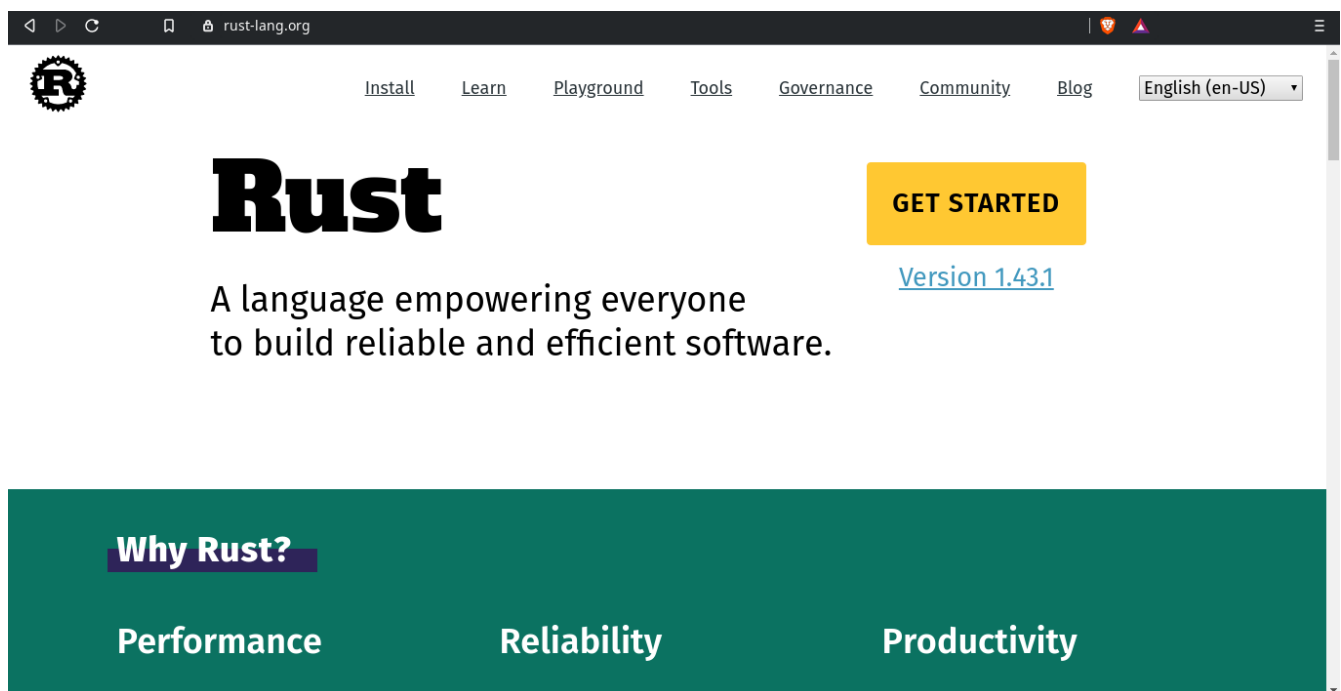 rust-lang.org
R
Install Learn Playground Tools Governance Community Blog English (en-US)
Rust
GET STARTED
Version 1.43.1
A language empowering everyone
to build reliable and efficient software.
Why Rust?
Performance Reliability Productivity